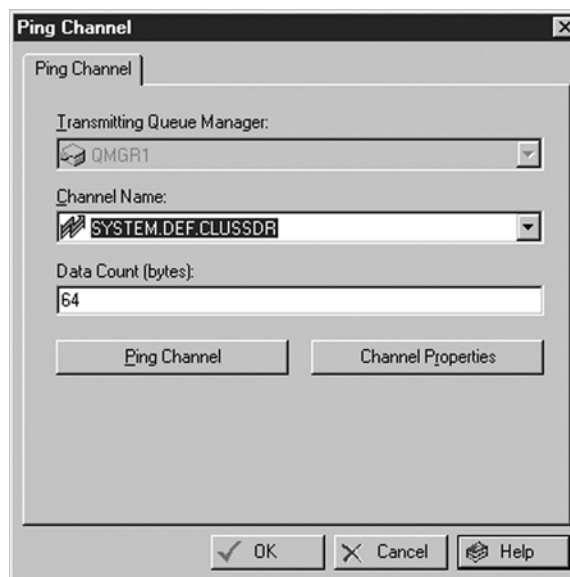 Ping Channel
Ping Channel
Transmitting Queue Manager:
QMGR1
Channel Name:
SYSTEM.DEF.CLUSSDR
Data Count (bytes):
64
Ping Channel Channel Properties
OK Cancel Help